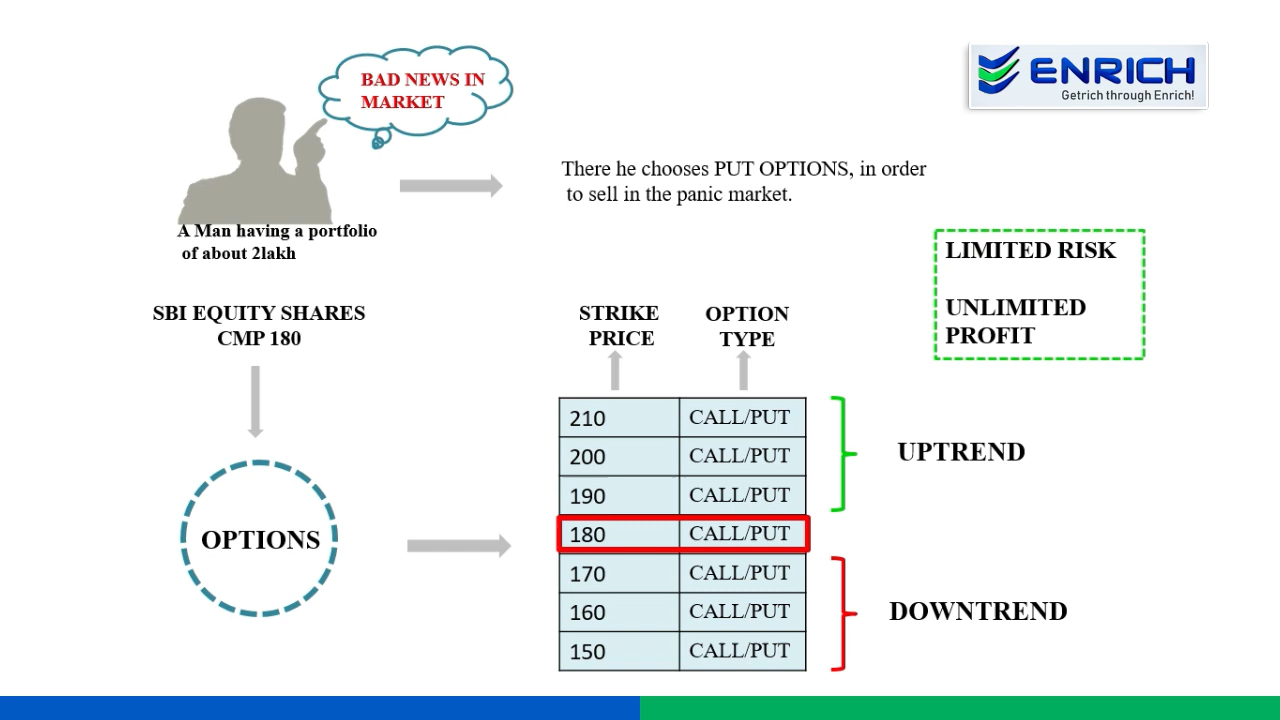 BAD NEWS IN
MARKET
ENRICH
Getrich through Enrich!
There he chooses PUT OPTIONS, in order
to sell in the panic market.
A Man having a portfolio
of about 2lakh
LIMITED RISK
UNLIMITED
PROFIT
SBI EQUITY SHARES
CMP 180
STRIKE
PRICE
OPTION
TYPE
210 CALL/PUT
200 CALL/PUT
190 CALL/PUT
180 CALL/PUT
170 CALL/PUT
160 CALL/PUT
150 CALL/PUT
UPTREND
DOWNTREND
OPTIONS